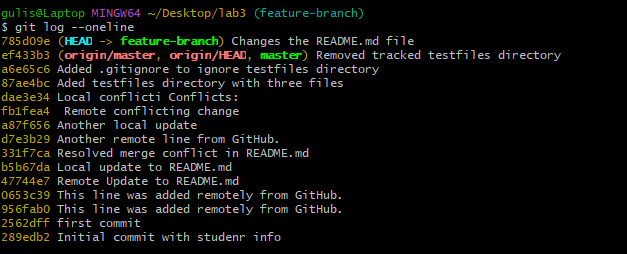 gulis@Laptop MINGW64 ~/Desktop/lab3 (feature-branch)
$ git log --oneline
785d09e (HEAD -> feature-branch) Changes the README.md file
ef433b3 (origin/master, origin/HEAD, master) Removed tracked testfiles directory
a6e65c6 Added .gitignore to ignore testfiles directory
87ae4bc Aded testfiles directory with three files
dae3e34 Local conflicti Conflicts:
fb1fea4  Remote conflicting change
a87f656 Another local update
d7e3b29 Another remote line from GitHub.
331f7ca Resolved merge conflict in README.md
b5b67da Local update to README.md
47744e7 Remote Update to README.md
0653c39 This line was added remotely from GitHub.
956fab0 This line was added remotely from GitHub.
2562dff first commit
289edb2 Initial commit with studenr info